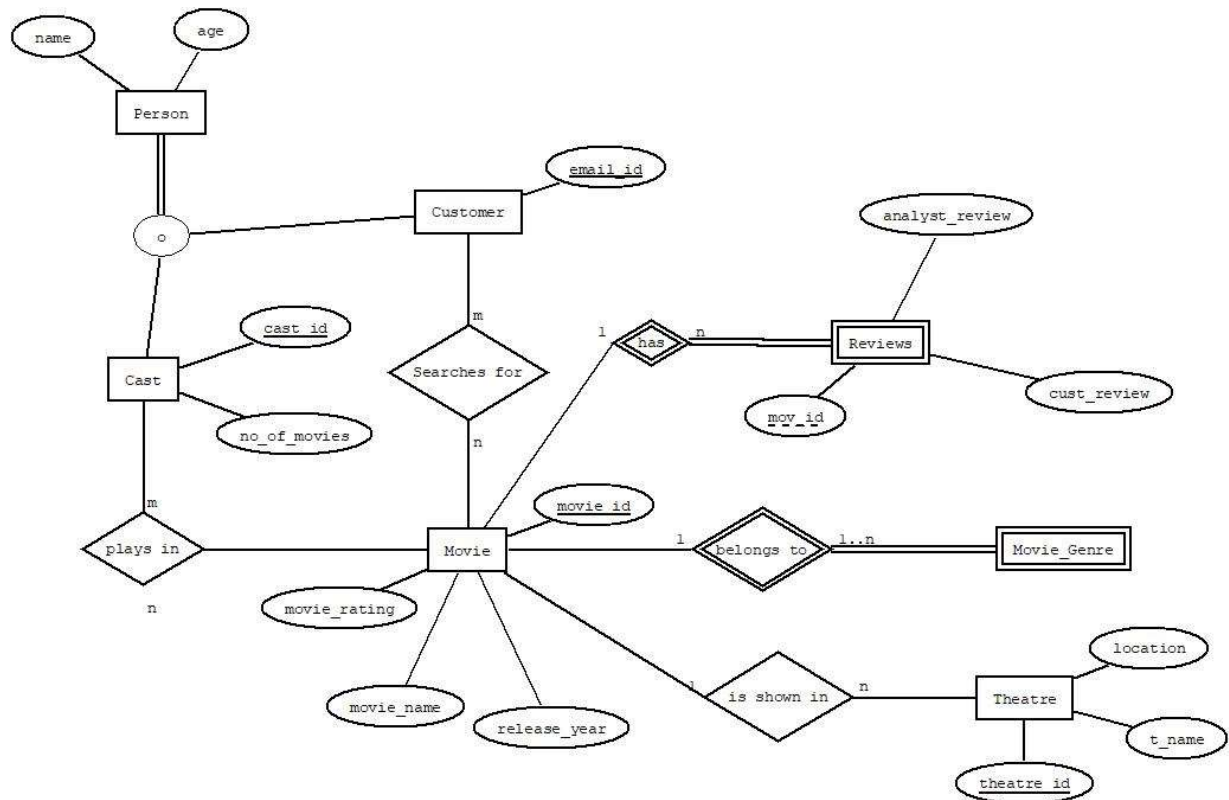 name
age
Person
email_id
Customer
o
analyst_review
cast_id
m
1
has
n
Reviews
Cast
Searches for
cust_review
no_of_movies
mov_id
n
m
movie_id
plays in
Movie
1
belongs to
1..n
Movie_Genre
n
movie_rating
location
1
is shown in
n
Theatre
movie_name
release_year
t_name
theatre_id